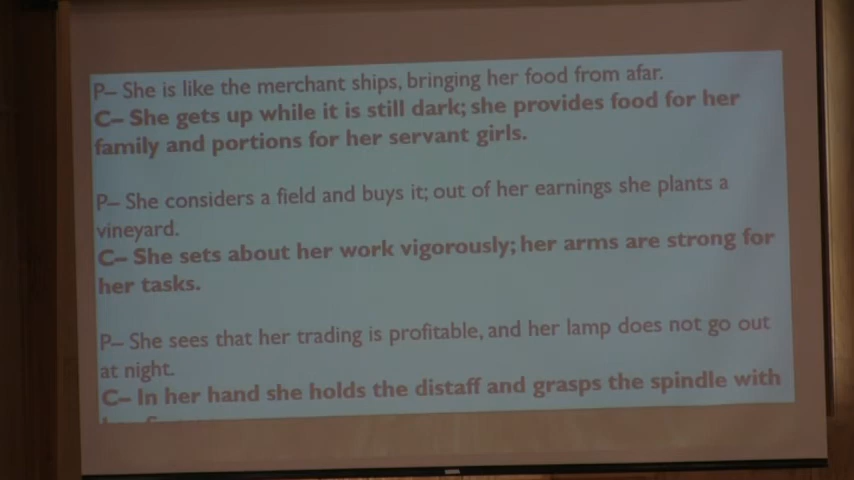 P– She is like the merchant ships, bringing her food from afar.
C– She gets up while it is still dark; she provides food for her
family and portions for her servant girls.
P– She considers a field and buys it; out of her earnings she plants a
vineyard.
C– She sets about her work vigorously; her arms are strong for
her tasks.
P– She sees that her trading is profitable, and her lamp does not go out
at night.
C– In her hand she holds the distaff and grasps the spindle with